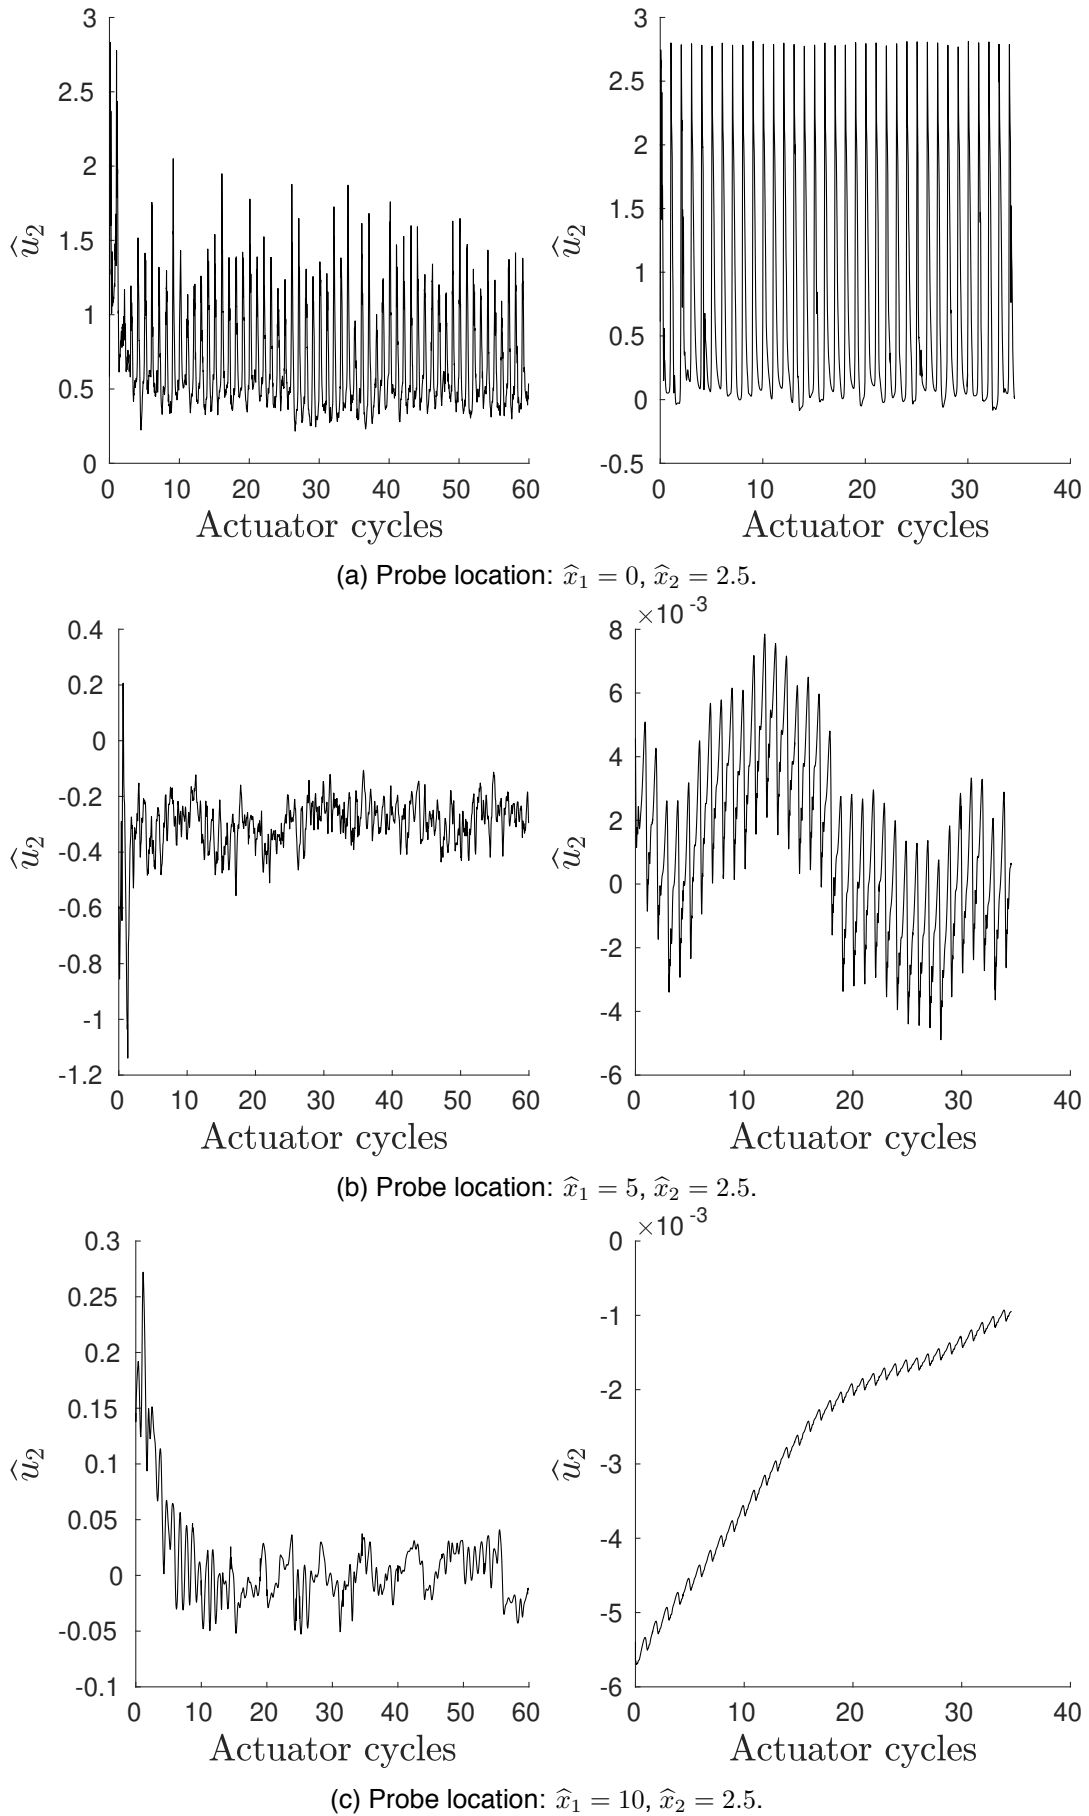 3
2.5
2
1.5
1
0.5
0
û₂
0 10 20 30 40 50 60
Actuator cycles
3
2.5
2
1.5
1
0.5
0
-0.5
û₂
0 10 20 30 40
Actuator cycles
(a) Probe location: x̂₁ = 0, x̂₂ = 2.5.
0.4
0.2
0
-0.2
-0.4
-0.6
-0.8
-1
-1.2
û₂
0 10 20 30 40 50 60
Actuator cycles
×10⁻³
8
6
4
2
0
-2
-4
-6
û₂
10 20 30 40
Actuator cycles
(b) Probe location: x̂₁ = 5, x̂₂ = 2.5.
0.3
0.25
0.2
0.15
0.1
0.05
0
-0.05
-0.1
û₂
0 10 20 30 40 50 60
Actuator cycles
×10⁻³
0
-1
-2
-3
-4
-5
-6
û₂
0 10 20 30 40
Actuator cycles
(c) Probe location: x̂₁ = 10, x̂₂ = 2.5.